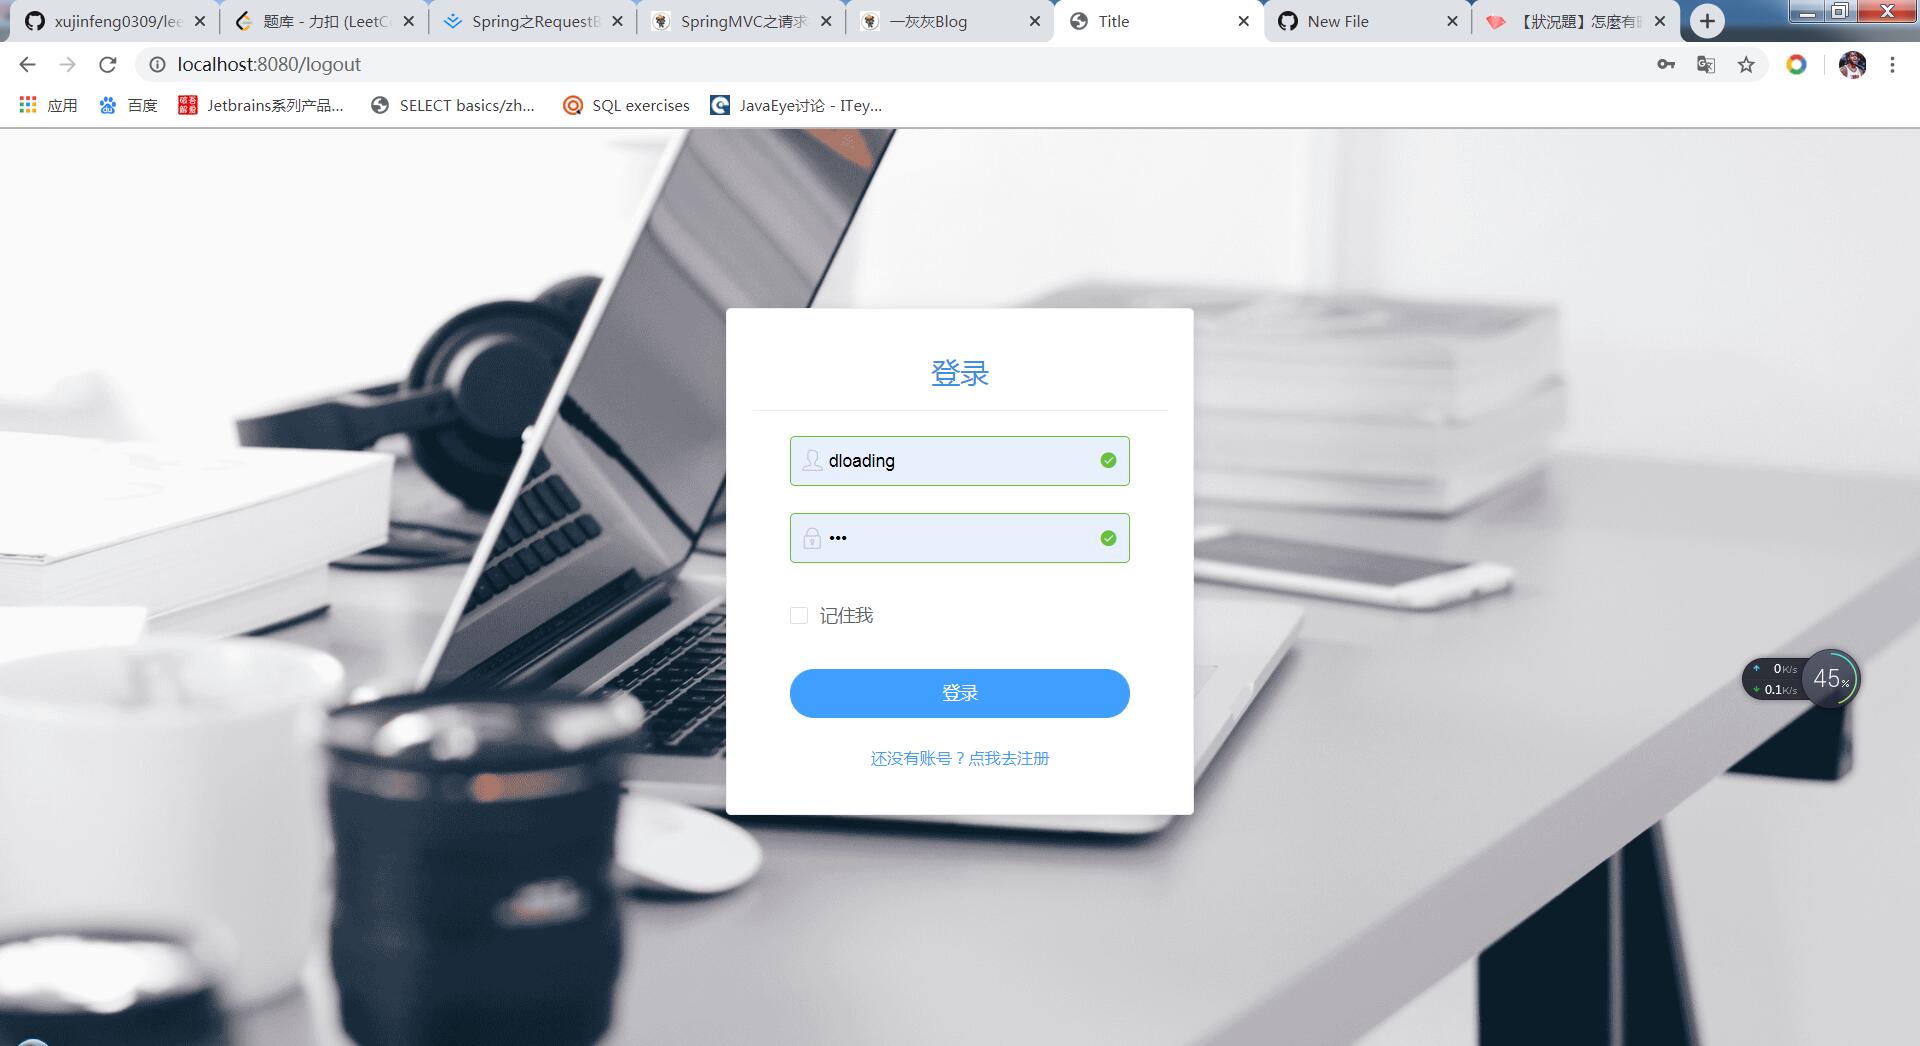 xujinfeng0309/lee
题库 - 力扣 (LeetCo
Spring之RequestB
SpringMVC之请求
一灰灰Blog
Title
New File
【狀況題】怎麼有
localhost:8080/logout
应用
百度
Jetbrains系列产品...
SELECT basics/zh...
SQL exercises
JavaEye讨论 - ITey...
登录
dloading
•••
记住我
登录
还没有账号？点我去注册
0K/s
0.1K/s
45%